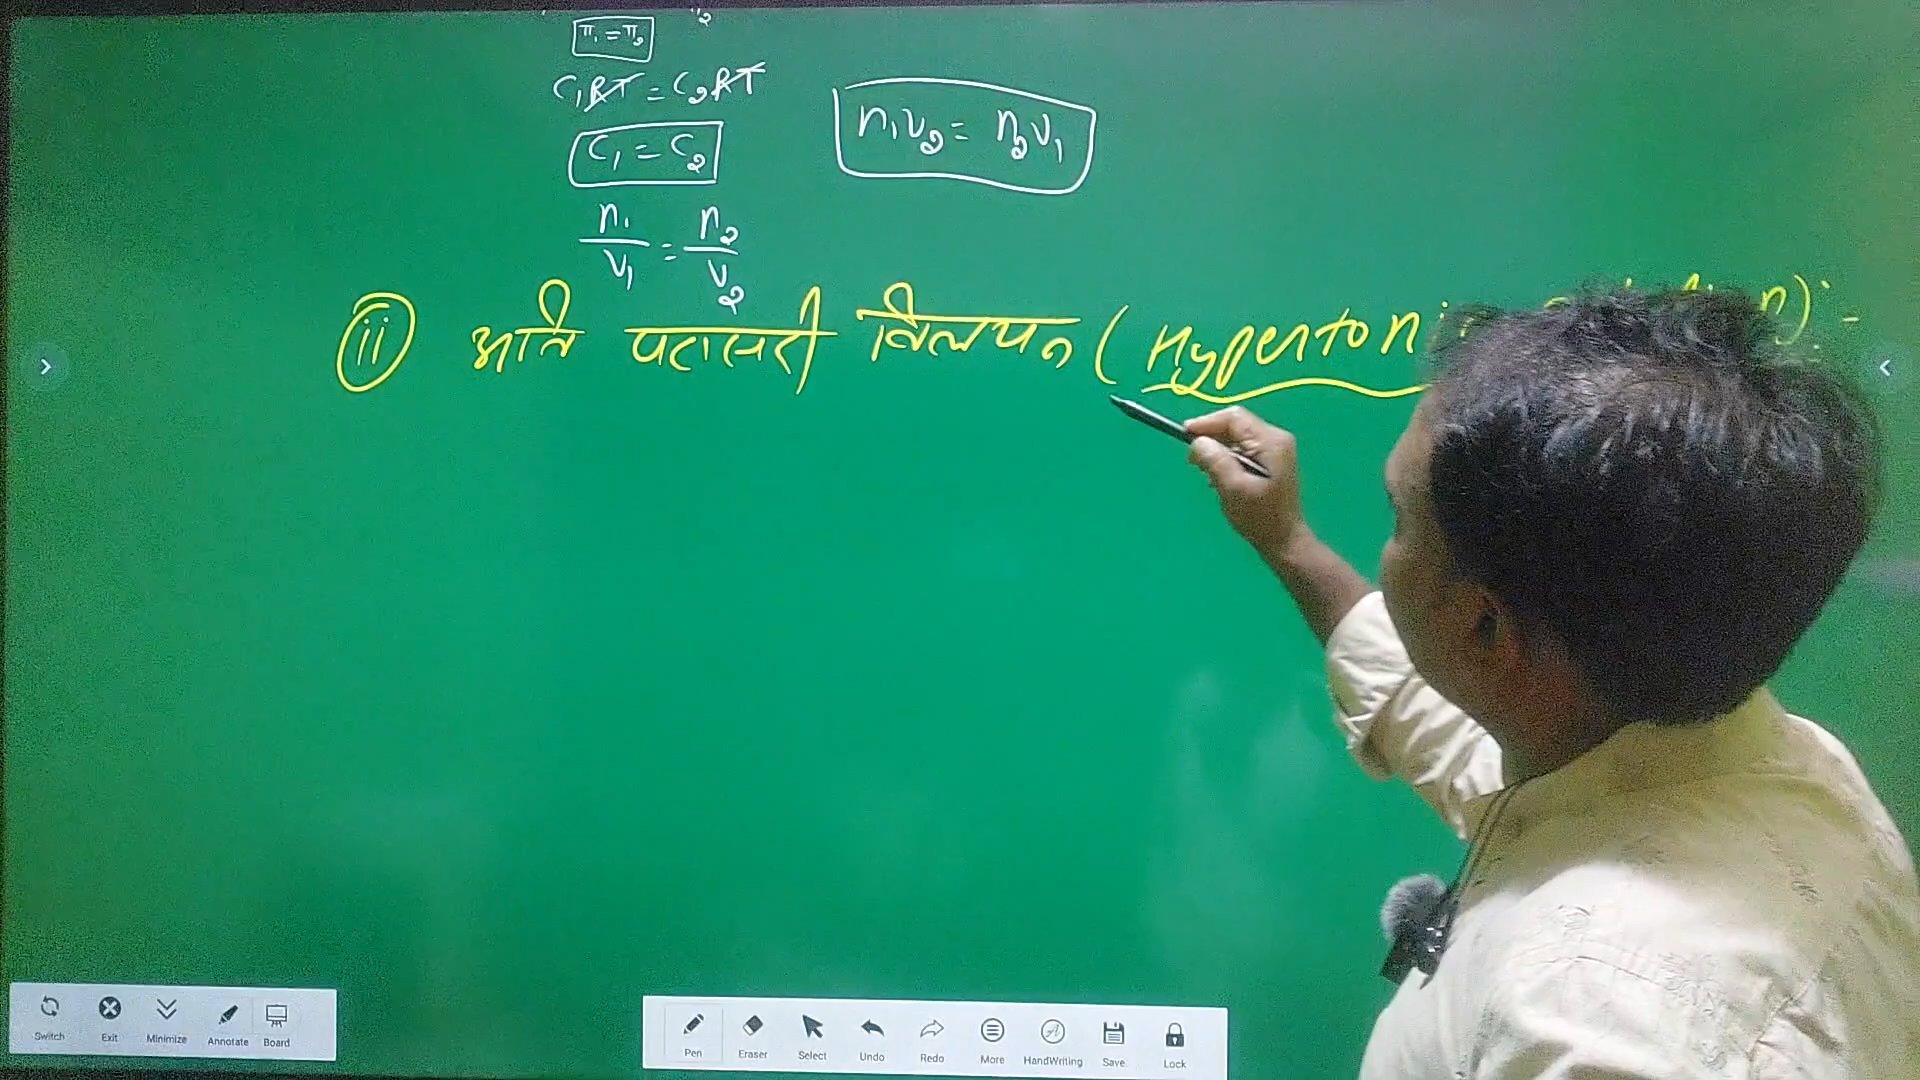 π₁ = π₂
C₁RT = C₂RT
C₁ = C₂
n₁v₂ = n₂v₁
n₁/v₁ = n₂/v₂
(ii) अति परासरी विलयन (Hypertoni
Switch Exit Minimize Annotate Board
Pen Eraser Select Undo Redo More HandWriting Save Lock